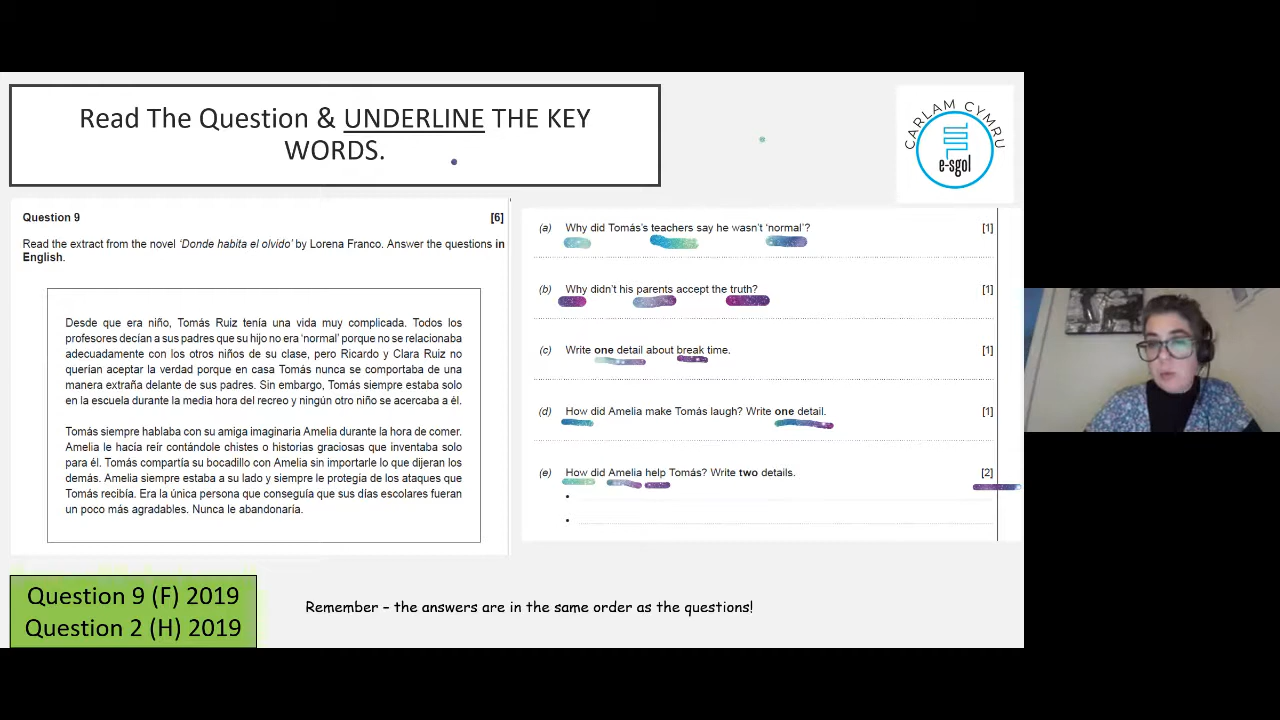 Read The Question & UNDERLINE THE KEY
WORDS.
CARLAM CYMRU
e-sgol
Question 9 [6]
Read the extract from the novel ‘Donde habita el olvido’ by Lorena Franco. Answer the questions in
English.
Desde que era niño, Tomás Ruiz tenía una vida muy complicada. Todos los
profesores decían a sus padres que su hijo no era ‘normal’ porque no se relacionaba
adecuadamente con los otros niños de su clase, pero Ricardo y Clara Ruiz no
querían aceptar la verdad porque en casa Tomás nunca se comportaba de una
manera extraña delante de sus padres. Sin embargo, Tomás siempre estaba solo
en la escuela durante la media hora del recreo y ningún otro niño se acercaba a él.
Tomás siempre hablaba con su amiga imaginaria Amelia durante la hora de comer.
Amelia le hacía reír contándole chistes o historias graciosas que inventaba solo
para él. Tomás compartía su bocadillo con Amelia sin importarle lo que dijeran los
demás. Amelia siempre estaba a su lado y siempre le protegía de los ataques que
Tomás recibía. Era la única persona que conseguía que sus días escolares fueran
un poco más agradables. Nunca le abandonaría.
(a) Why did Tomás’s teachers say he wasn’t ‘normal’? [1]
(b) Why didn’t his parents accept the truth? [1]
(c) Write one detail about break time. [1]
(d) How did Amelia make Tomás laugh? Write one detail. [1]
(e) How did Amelia help Tomás? Write two details. [2]
•
•
Question 9 (F) 2019
Question 2 (H) 2019
Remember – the answers are in the same order as the questions!